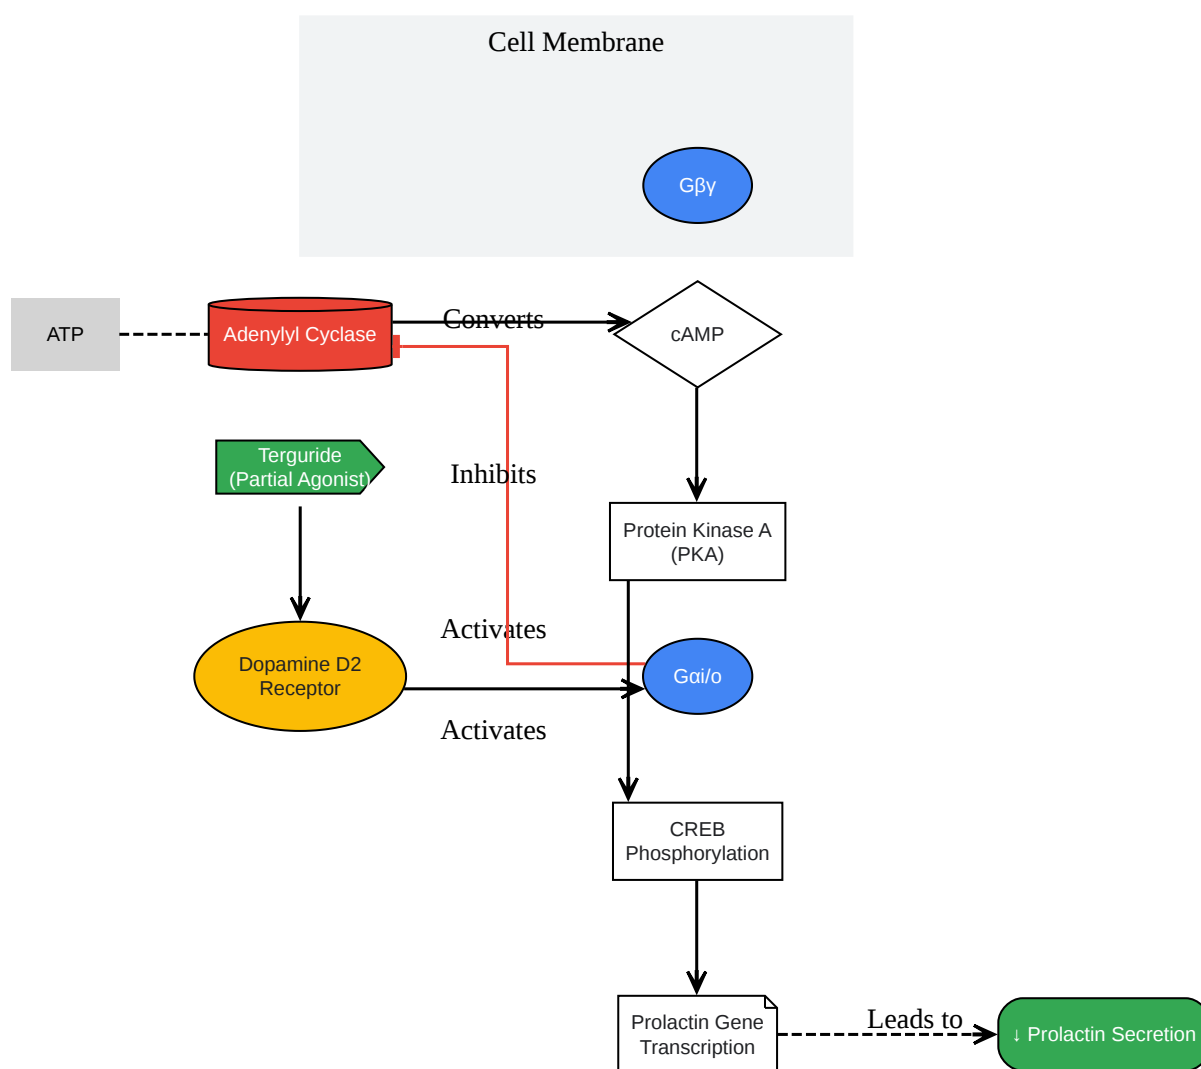 Cell Membrane
Gβγ
ATP
Adenylyl Cyclase
Converts
cAMP
Terguride
(Partial Agonist)
Inhibits
Protein Kinase A
(PKA)
Activates
Dopamine D2
Receptor
Gαi/o
Activates
CREB
Phosphorylation
Prolactin Gene
Transcription
Leads to
↓ Prolactin Secretion